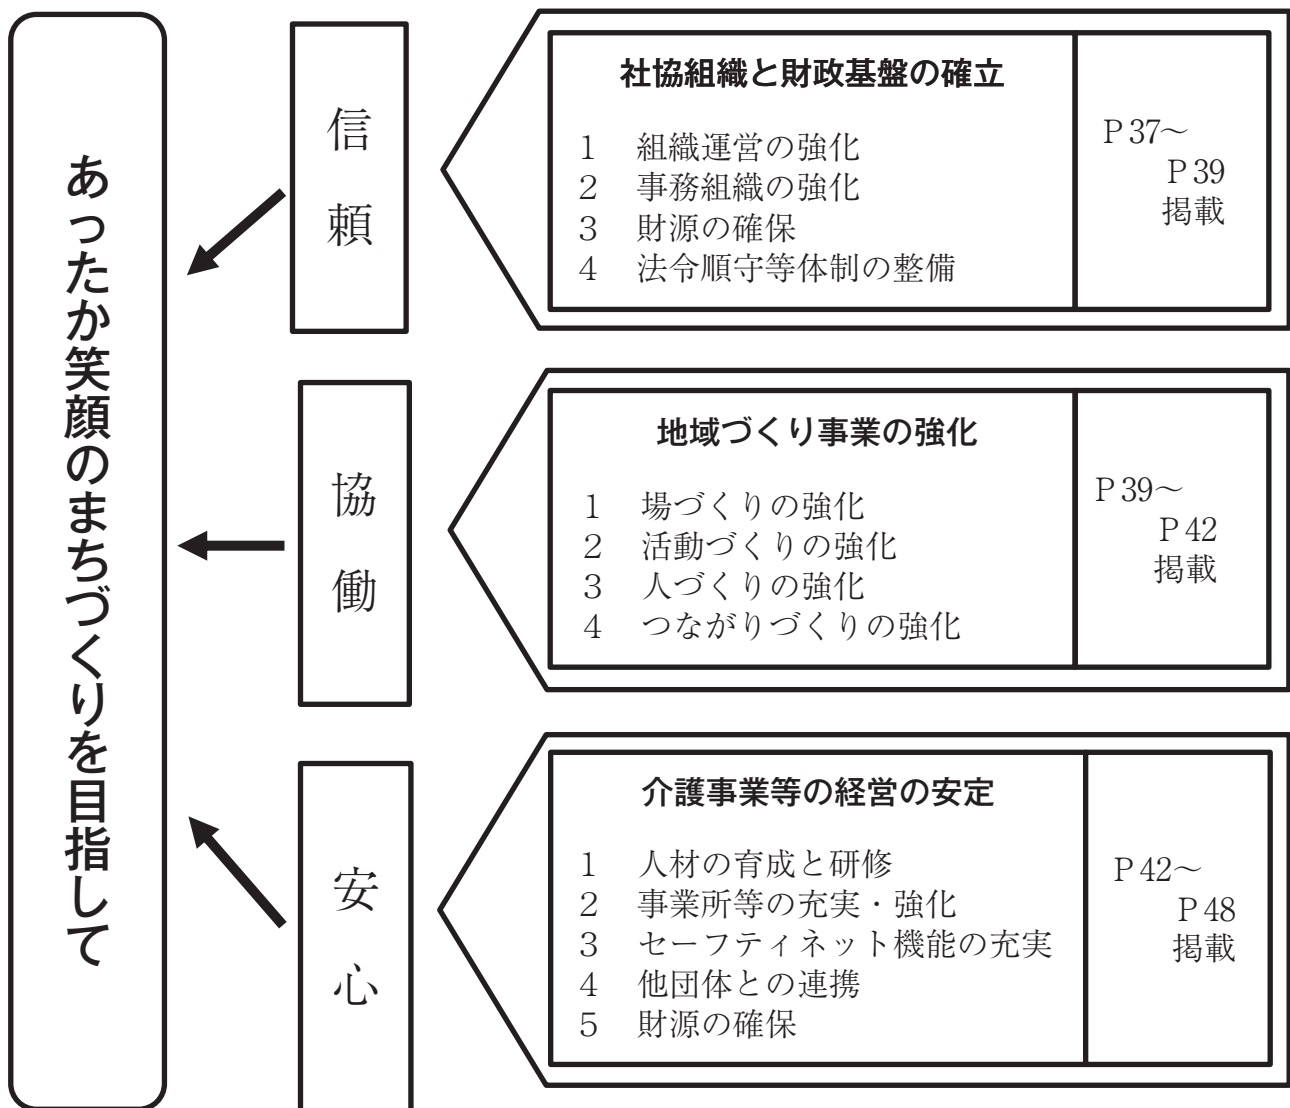 あったか笑顔のまちづくりを目指して
信頼
社協組織と財政基盤の確立
1 組織運営の強化
2 事務組織の強化
3 財源の確保
4 法令順守等体制の整備
P37～
P39
掲載
協働
地域づくり事業の強化
1 場づくりの強化
2 活動づくりの強化
3 人づくりの強化
4 つながりづくりの強化
P39～
P42
掲載
安心
介護事業等の経営の安定
1 人材の育成と研修
2 事業所等の充実・強化
3 セーフティネット機能の充実
4 他団体との連携
5 財源の確保
P42～
P48
掲載